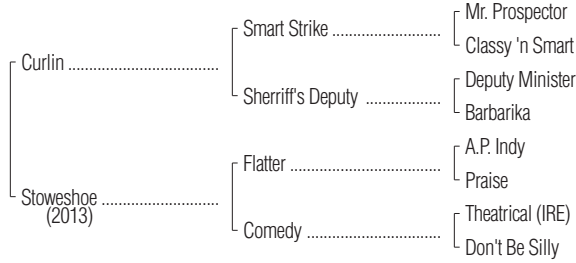 Mr. Prospector
Smart Strike ........................
Classy 'n Smart
Curlin .................................
Deputy Minister
Sherriff's Deputy ................
Barbarika
A.P. Indy
Flatter .................................
Praise
Stoweshoe .........................
(2013)
Theatrical (IRE)
Comedy .............................
Don't Be Silly